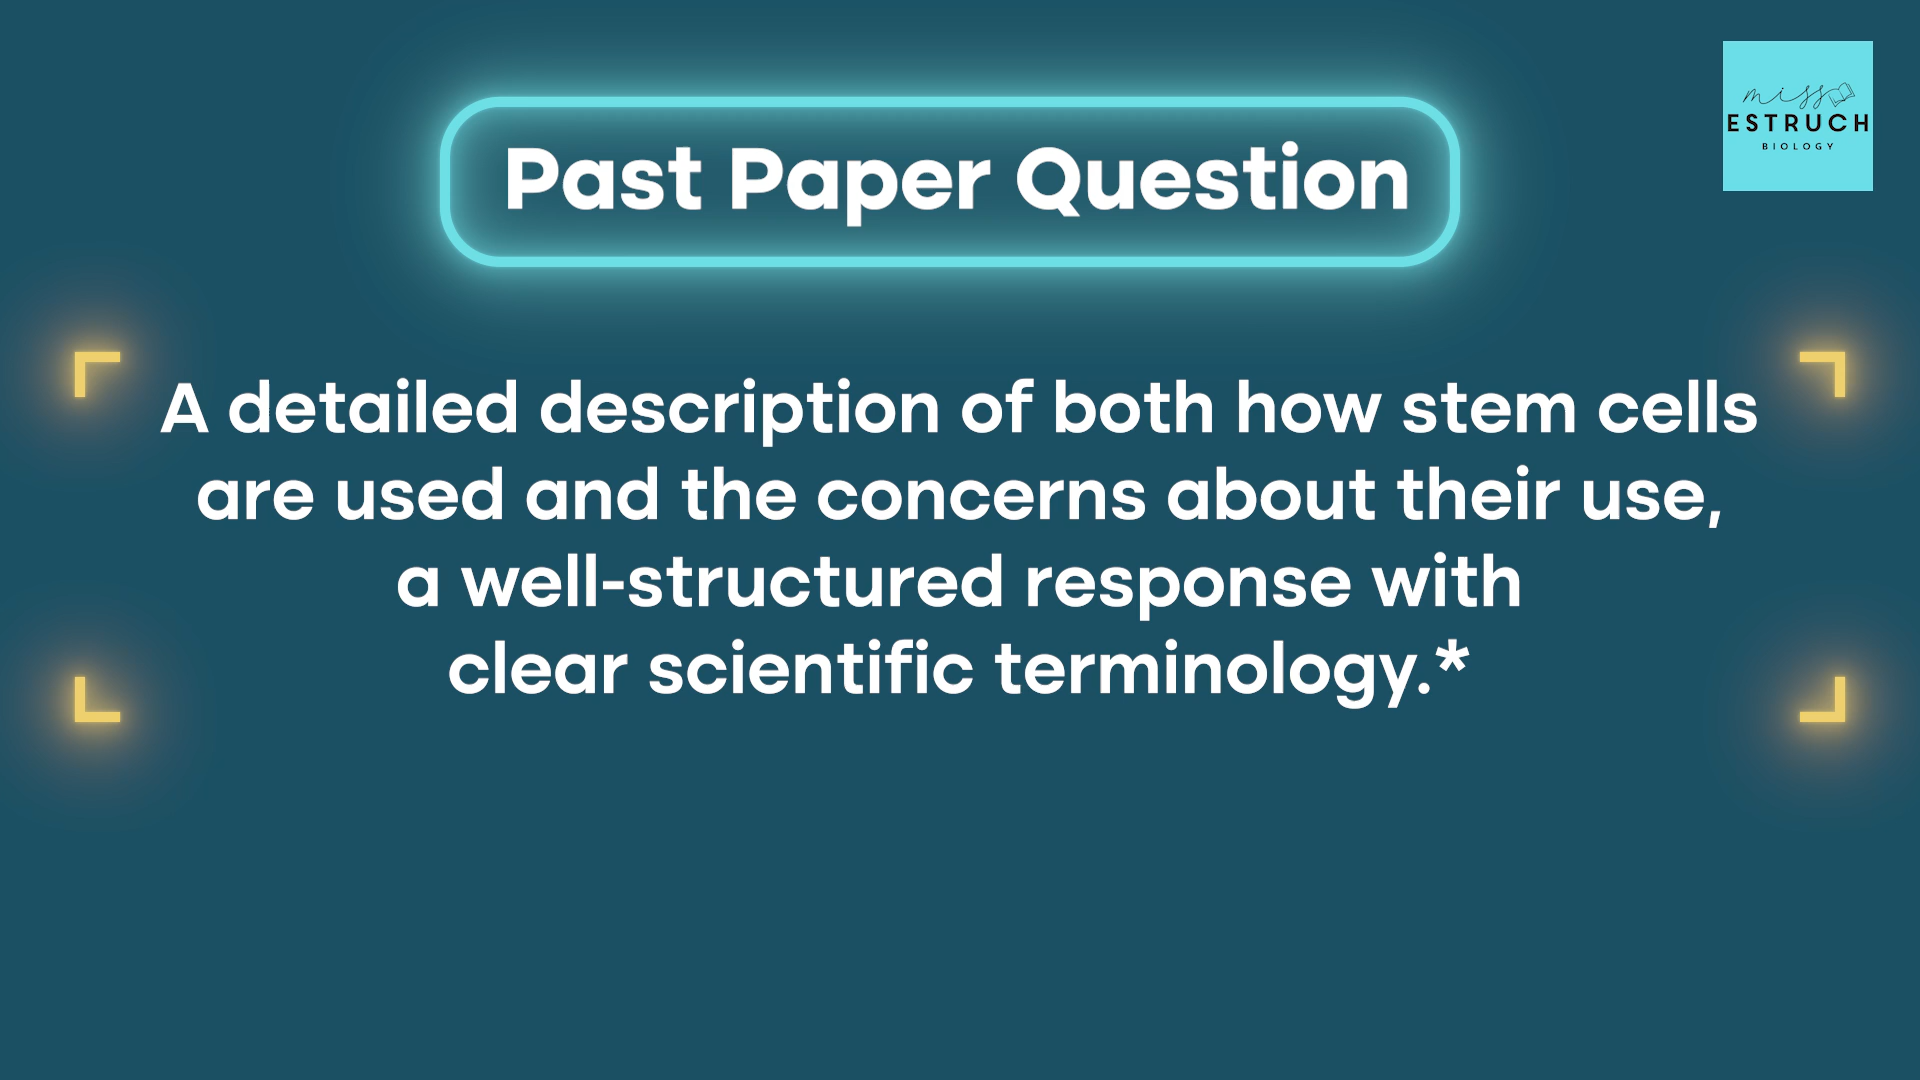 Past Paper Question
miss
ESTRUCH
BIOLOGY
A detailed description of both how stem cells
are used and the concerns about their use,
a well-structured response with
clear scientific terminology.*